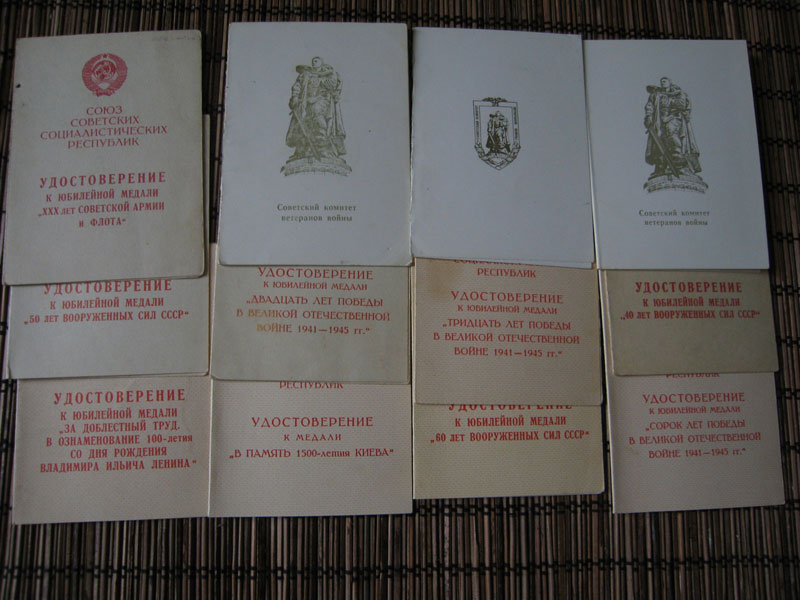 СОЮЗ
СОВЕТСКИХ
СОЦИАЛИСТИЧЕСКИХ
РЕСПУБЛИК
УДОСТОВЕРЕНИЕ
К ЮБИЛЕЙНОЙ МЕДАЛИ
„XXX ЛЕТ СОВЕТСКОЙ АРМИИ
и ФЛОТА“
Советский комитет
ветеранов войны
Советский комитет
ветеранов войны
УДОСТОВЕРЕНИЕ
К ЮБИЛЕЙНОЙ МЕДАЛИ
„50 ЛЕТ ВООРУЖЕННЫХ СИЛ СССР“
УДОСТОВЕРЕНИЕ
К ЮБИЛЕЙНОЙ МЕДАЛИ
„ДВАДЦАТЬ ЛЕТ ПОБЕДЫ
В ВЕЛИКОЙ ОТЕЧЕСТВЕННОЙ
ВОЙНЕ 1941—1945 гг.“
РЕСПУБЛИК
УДОСТОВЕРЕНИЕ
К ЮБИЛЕЙНОЙ МЕДАЛИ
„ТРИДЦАТЬ ЛЕТ ПОБЕДЫ
В ВЕЛИКОЙ ОТЕЧЕСТВЕННОЙ
ВОЙНЕ 1941—1945 гг.“
УДОСТОВЕРЕНИЕ
К ЮБИЛЕЙНОЙ МЕДАЛИ
„40 ЛЕТ ВООРУЖЕННЫХ СИЛ СССР“
УДОСТОВЕРЕНИЕ
К ЮБИЛЕЙНОЙ МЕДАЛИ
„ЗА ДОБЛЕСТНЫЙ ТРУД.
В ОЗНАМЕНОВАНИЕ 100-летия
СО ДНЯ РОЖДЕНИЯ
ВЛАДИМИРА ИЛЬИЧА ЛЕНИНА“
РЕСПУБЛИК
УДОСТОВЕРЕНИЕ
К МЕДАЛИ
„В ПАМЯТЬ 1500-летия КИЕВА“
УДОСТОВЕРЕНИЕ
К ЮБИЛЕЙНОЙ МЕДАЛИ
„60 ЛЕТ ВООРУЖЕННЫХ СИЛ СССР“
РЕСПУБЛИК
УДОСТОВЕРЕНИЕ
К ЮБИЛЕЙНОЙ МЕДАЛИ
„СОРОК ЛЕТ ПОБЕДЫ
В ВЕЛИКОЙ ОТЕЧЕСТВЕННОЙ
ВОЙНЕ 1941—1945 гг.“